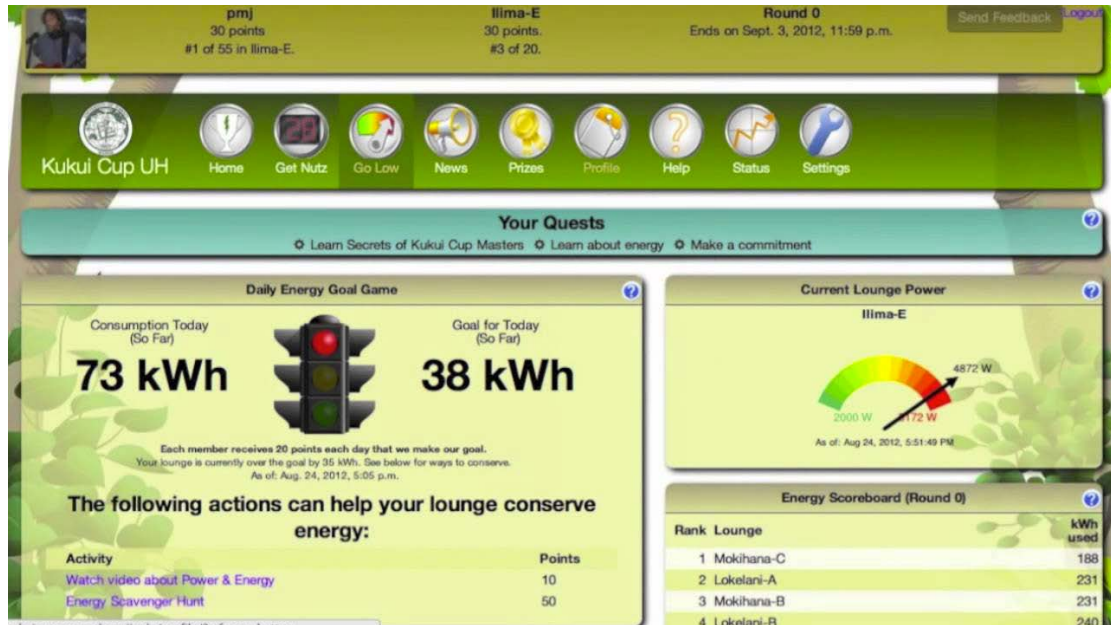 pmj
30 points
#1 of 55 in Ilima-E.
Ilima-E
30 points.
#3 of 20.
Round 0
Ends on Sept. 3, 2012, 11:59 p.m.
Send Feedback
Logout
Kukui Cup UH
Home
Get Nutz
Go Low
News
Prizes
Profile
Help
Status
Settings
Your Quests
Learn Secrets of Kukui Cup Masters
Learn about energy
Make a commitment
Daily Energy Goal Game
Consumption Today
(So Far)
73 kWh
Goal for Today
(So Far)
38 kWh
Each member receives 20 points each day that we make our goal.
Your lounge is currently over the goal by 35 kWh. See below for ways to conserve.
As of: Aug. 24, 2012, 5:05 p.m.
The following actions can help your lounge conserve
energy:
Activity Points
Watch video about Power & Energy 10
Energy Scavenger Hunt 50
Current Lounge Power
Ilima-E
4872 W
2000 W
As of: Aug 24, 2012, 5:51:49 PM
Energy Scoreboard (Round 0)
Rank Lounge kWh used
1 Mokihana-C 188
2 Lokelani-A 231
3 Mokihana-B 231
4 Lokelani-B 240